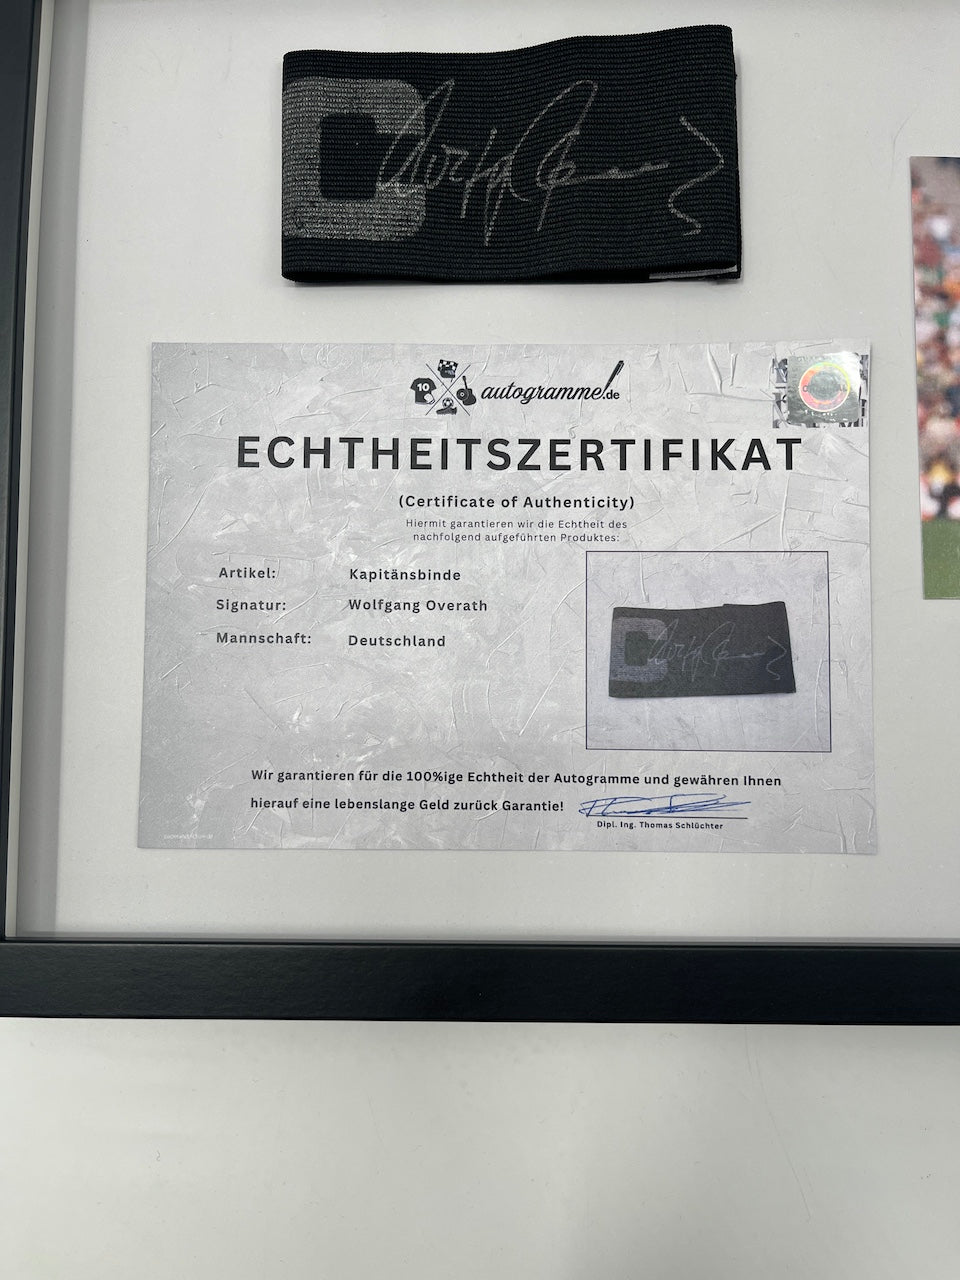 C
10
autogramme.de
ECHTHEITSZERTIFIKAT
(Certificate of Authenticity)
Hiermit garantieren wir die Echtheit des
nachfolgend aufgeführten Produktes:
Artikel: Kapitänsbinde
Signatur: Wolfgang Overath
Mannschaft: Deutschland
C
Wir garantieren für die 100%ige Echtheit der Autogramme und gewähren Ihnen
hierauf eine lebenslange Geld zurück Garantie!
Dipl. Ing. Thomas Schlüchter